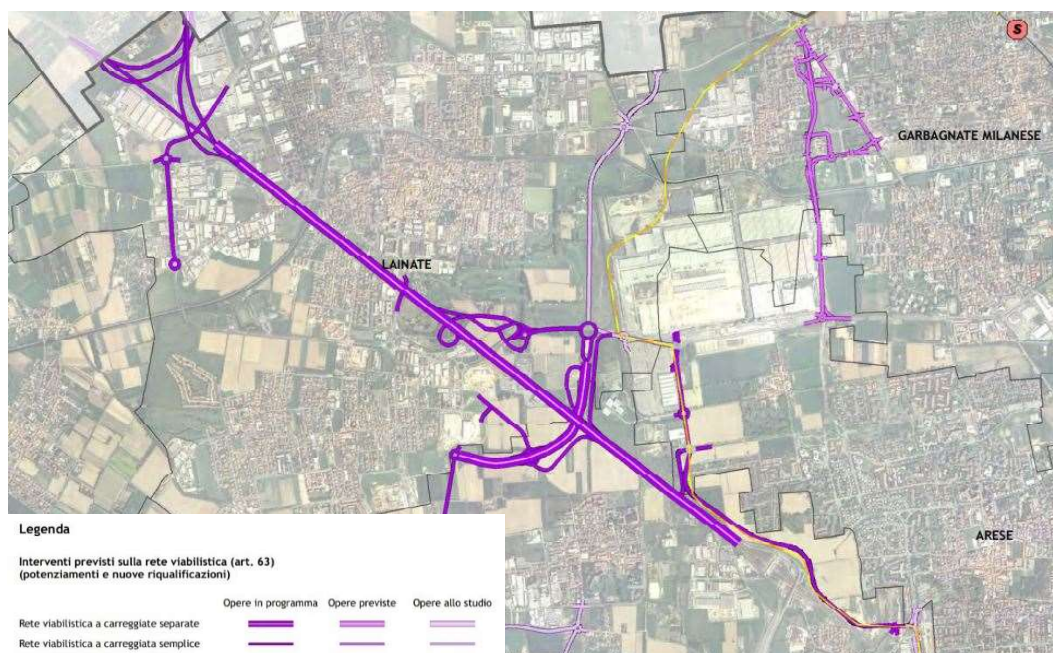 S
GARBAGNATE MILANESE
LAINATE
ARESE
Legenda
Interventi previsti sulla rete viabilistica (art. 63)
(potenziamenti e nuove riqualificazioni)
Opere in programma Opere previste Opere allo studio
Rete viabilistica a carreggiate separate
Rete viabilistica a carreggiata semplice